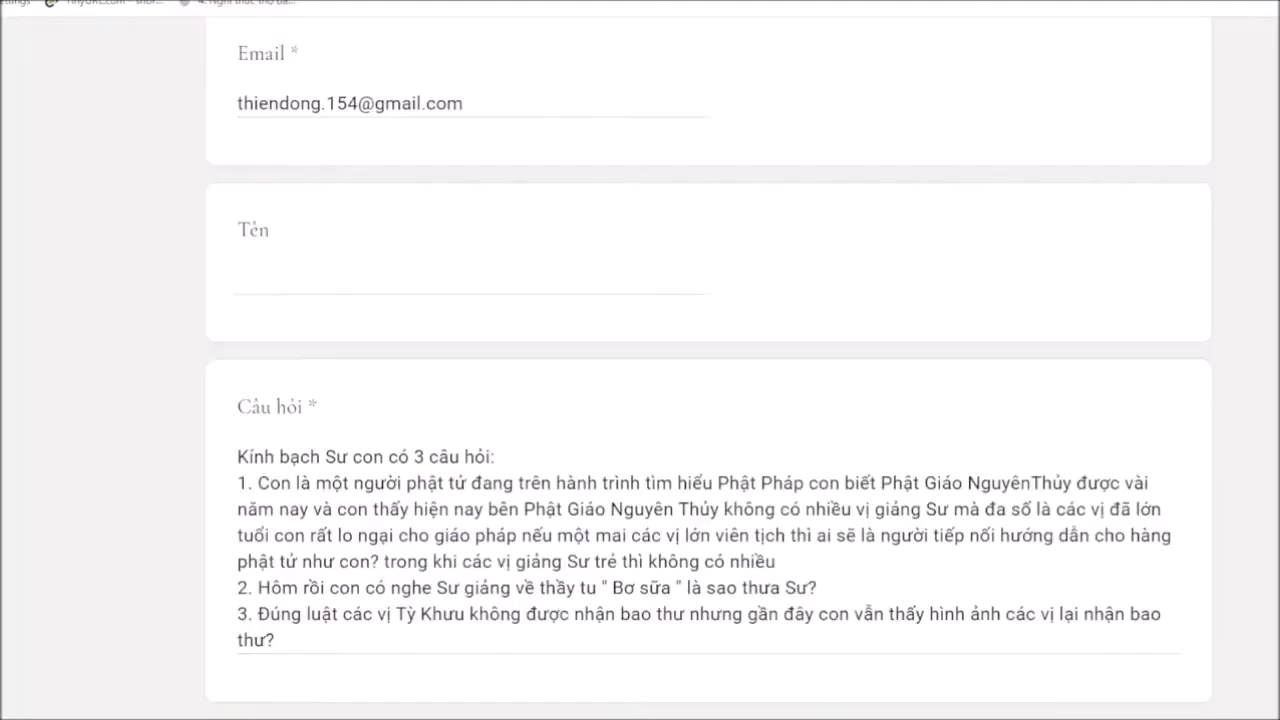 Email *
thiendong.154@gmail.com
Tên
Câu hỏi *
Kính bạch Sư con có 3 câu hỏi:
1. Con là một người phật tử đang trên hành trình tìm hiểu Phật Pháp con biết Phật Giáo NguyênThủy được vài
năm nay và con thấy hiện nay bên Phật Giáo Nguyên Thủy không có nhiều vị giảng Sư mà đa số là các vị đã lớn
tuổi con rất lo ngại cho giáo pháp nếu một mai các vị lớn viên tịch thì ai sẽ là người tiếp nối hướng dẫn cho hàng
phật tử như con? trong khi các vị giảng Sư trẻ thì không có nhiều
2. Hôm rồi con có nghe Sư giảng về thầy tu " Bơ sữa " là sao thưa Sư?
3. Đúng luật các vị Tỳ Khưu không được nhận bao thư nhưng gần đây con vẫn thấy hình ảnh các vị lại nhận bao
thư?